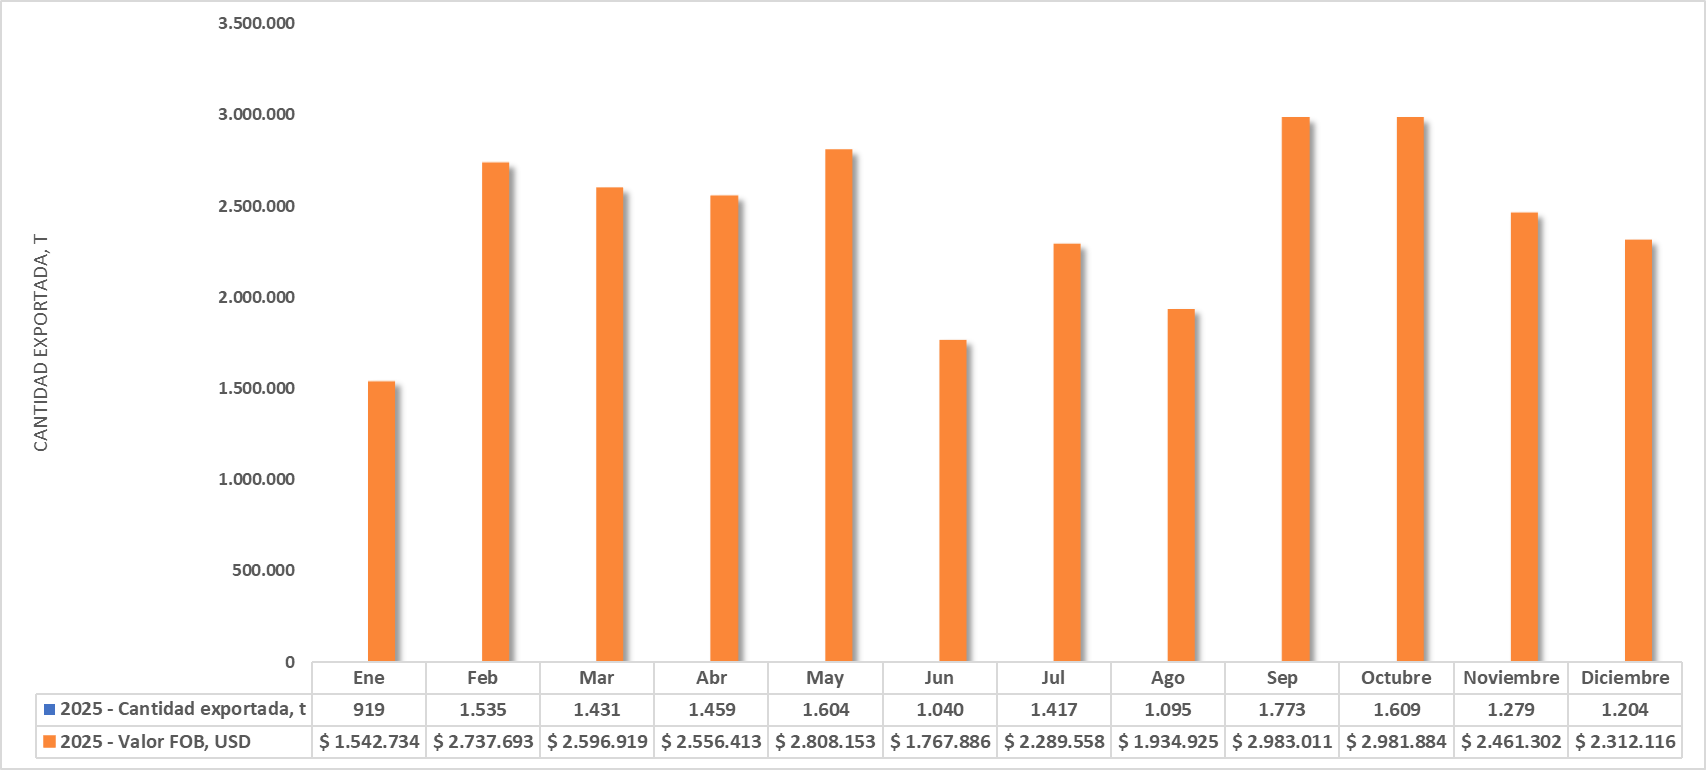 3.500.000
3.000.000
2.500.000
2.000.000
1.500.000
1.000.000
500.000
0
CANTIDAD EXPORTADA, T
Ene Feb Mar Abr May Jun Jul Ago Sep Octubre Noviembre Diciembre
2025 - Cantidad exportada, t 919 1.535 1.431 1.459 1.604 1.040 1.417 1.095 1.773 1.609 1.279 1.204
2025 - Valor FOB, USD $ 1.542.734 $ 2.737.693 $ 2.596.919 $ 2.556.413 $ 2.808.153 $ 1.767.886 $ 2.289.558 $ 1.934.925 $ 2.983.011 $ 2.981.884 $ 2.461.302 $ 2.312.116